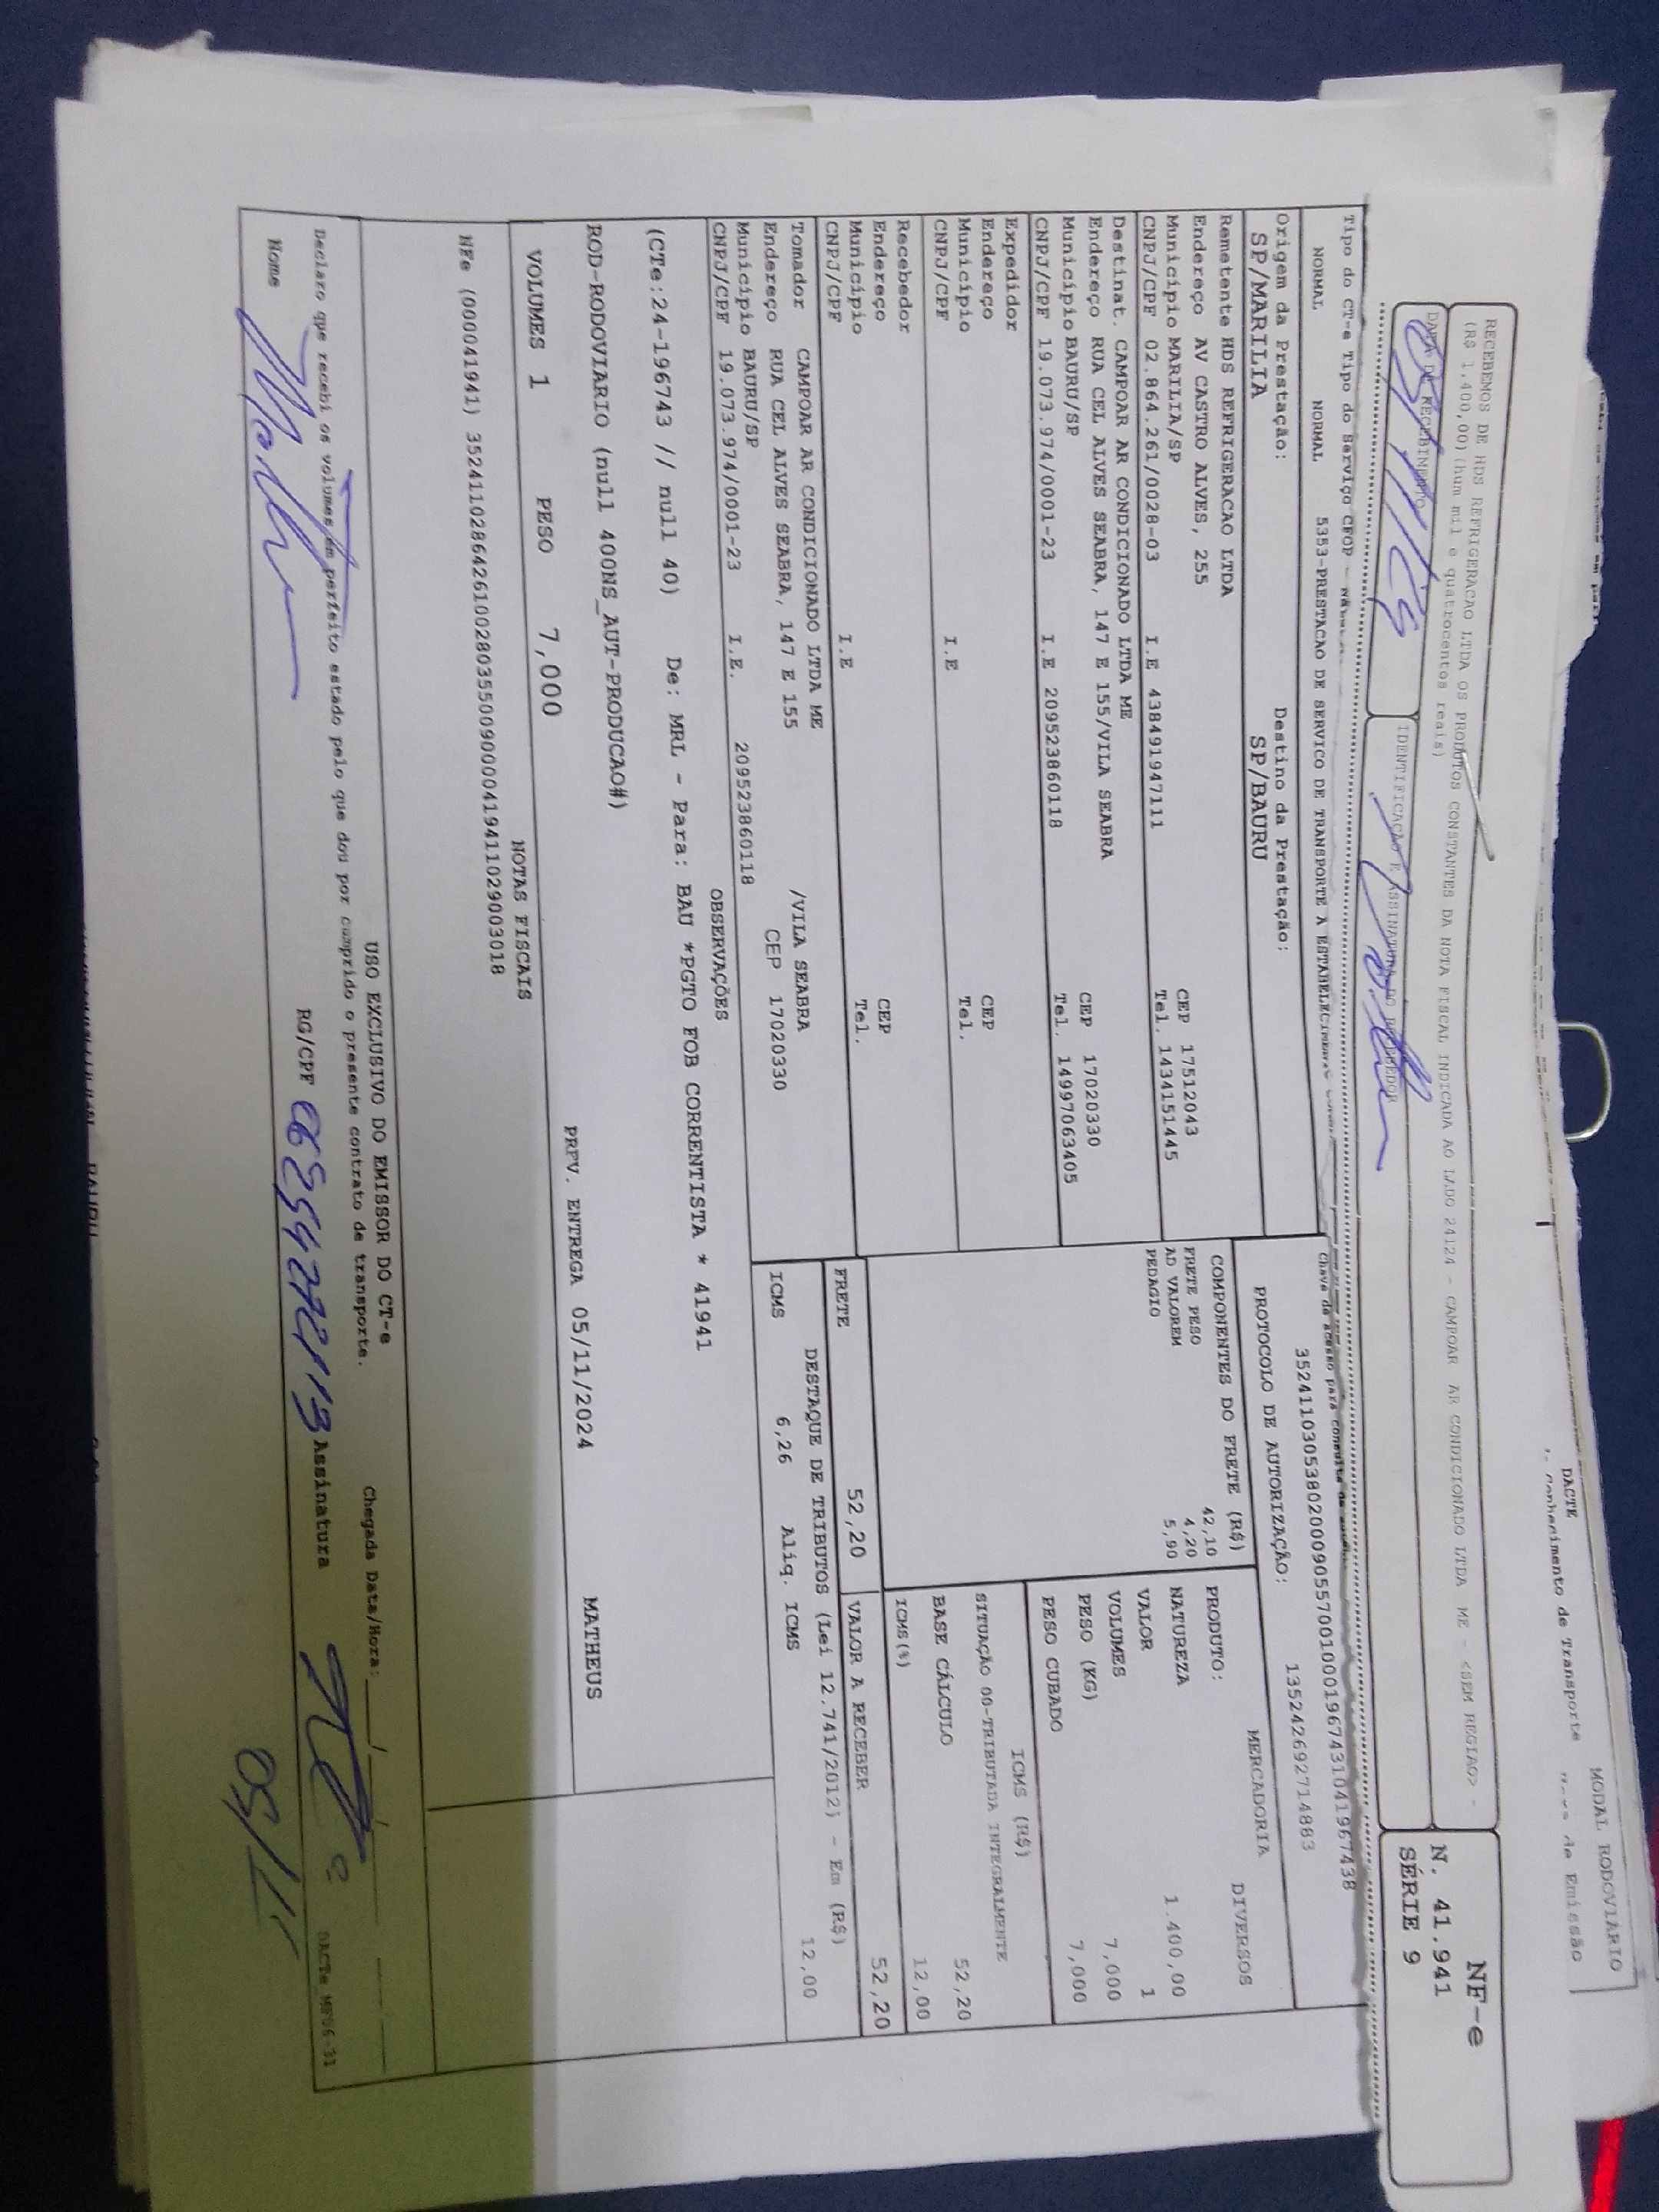 DACTE
MODAL RODOVIÁRIO
RECEBEMOS DE HDS REFRIGERACAO LTDA OS PRODUTOS CONSTANTES DA NOTA FISCAL INDICADA AO LADO 24124 - CAMPOAR AR CONDICIONADO LTDA ME - <SEM REGIAO> -
(R$ 1.400,00) (hum mil e quatrocentos reais)
NF-e
N. 41.941
SÉRIE 9
DATA DE RECEBIMENTO
IDENTIFICAÇÃO E ASSINATURA DO RECEBEDOR
Tipo do CT-e Tipo do Serviço CFOP -
NORMAL NORMAL 5353-PRESTACAO DE SERVICO DE TRANSPORTE A
Chave de acesso para consulta de
35241103053802000905570010001967431041967438
Origem da Prestação: Destino da Prestação:
SP/MARILIA SP/BAURU
PROTOCOLO DE AUTORIZAÇÃO: 135242692714883
Remetente HDS REFRIGERACAO LTDA
Endereço AV CASTRO ALVES, 255 CEP 17512043
Município MARILIA/SP Tel. 1434151445
CNPJ/CPF 02.864.261/0028-03 I.E 438491947111
Destinat. CAMPOAR AR CONDICIONADO LTDA ME
Endereço RUA CEL ALVES SEABRA, 147 E 155/VILA SEABRA CEP 17020330
Município BAURU/SP Tel. 14997063405
CNPJ/CPF 19.073.974/0001-23 I.E 209523860118
Expedidor
Endereço CEP
Município Tel.
CNPJ/CPF I.E
Recebedor
Endereço CEP
Município Tel.
CNPJ/CPF I.E
Tomador CAMPOAR AR CONDICIONADO LTDA ME
Endereço RUA CEL ALVES SEABRA, 147 E 155 /VILA SEABRA
Município BAURU/SP CEP 17020330
CNPJ/CPF 19.073.974/0001-23 I.E. 209523860118
COMPONENTES DO FRETE (R$)
FRETE PESO 42,10
AD VALOREM 4,20
PEDAGIO 5,90
MERCADORIA
PRODUTO: DIVERSOS
NATUREZA
VALOR 1.400,00
VOLUMES 1
PESO (KG) 7,000
PESO CUBADO 7,000
ICMS (R$)
SITUAÇÃO 00-TRIBUTADA INTEGRALMENTE
BASE CÁLCULO 52,20
ICMS(%) 12,00
FRETE 52,20 VALOR A RECEBER 52,20
DESTAQUE DE TRIBUTOS (Lei 12.741/2012) - Em (R$)
ICMS 6,26 Aliq. ICMS 12,00
OBSERVAÇÕES
(CTe:24-196743 // null 40) De: MRL - Para: BAU *PGTO FOB CORRENTISTA * 41941
ROD-RODOVIARIO (null 400NS_AUT-PRODUCAO#)
PREV. ENTREGA 05/11/2024 MATHEUS
VOLUMES 1 PESO 7,000
NOTAS FISCAIS
NFe (000041941) 35241102864261002803550090000419411029003018
USO EXCLUSIVO DO EMISSOR DO CT-e
Chegada Data/Hora: ___/___
Declaro que recebi os volumes em perfeito estado pelo que dou por cumprido o presente contrato de transporte.
Nome RG/CPF Assinatura
05/11